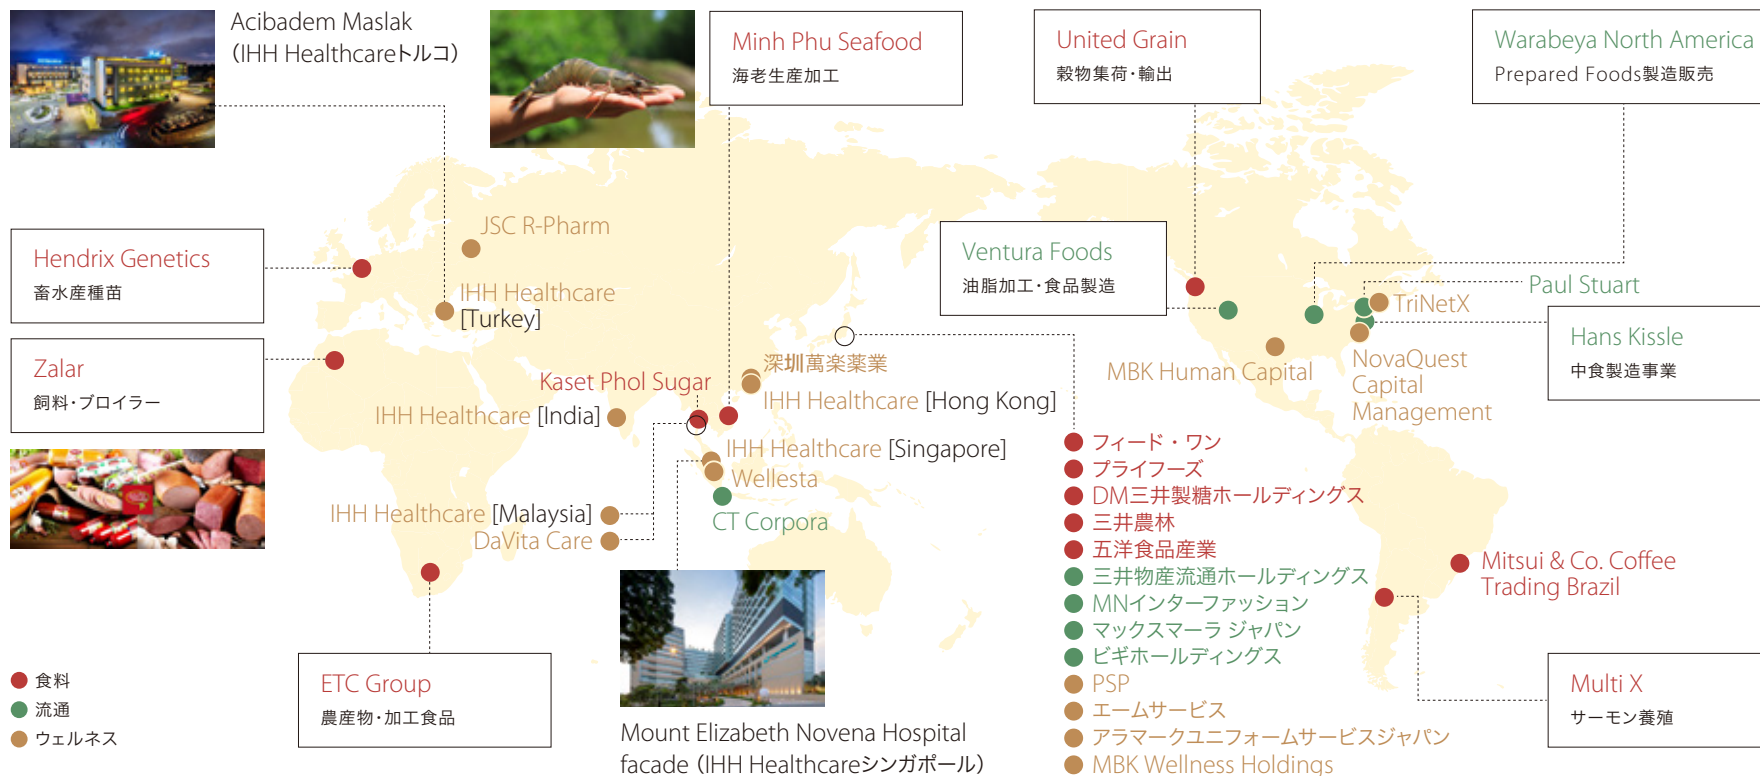 Acibadem Maslak
（IHH Healthcareトルコ）
Minh Phu Seafood
海老生産加工
United Grain
穀物集荷・輸出
Warabeya North America
Prepared Foods製造販売
JSC R-Pharm
Hendrix Genetics
畜水産種苗
IHH Healthcare
[Turkey]
Ventura Foods
油脂加工・食品製造
Paul Stuart
TriNetX
Hans Kissle
中食製造事業
Zalar
飼料・ブロイラー
Kaset Phol Sugar
深圳萬楽薬業
IHH Healthcare [India]
IHH Healthcare [Hong Kong]
MBK Human Capital
NovaQuest
Capital
Management
IHH Healthcare [Singapore]
Wellesta
IHH Healthcare [Malaysia]
DaVita Care
CT Corpora
フィード・ワン
プライフーズ
DM三井製糖ホールディングス
三井農林
五洋食品産業
三井物産流通ホールディングス
MNインターファッション
マックスマーラ ジャパン
ビギホールディングス
PSP
エームサービス
アラマークユニフォームサービスジャパン
MBK Wellness Holdings
Mitsui & Co. Coffee
Trading Brazil
Multi X
サーモン養殖
ETC Group
農産物・加工食品
Mount Elizabeth Novena Hospital
facade（IHH Healthcareシンガポール）
食料
流通
ウェルネス